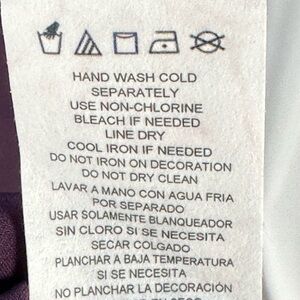 HAND WASH COLD
SEPARATELY
USE NON-CHLORINE
BLEACH IF NEEDED
LINE DRY
COOL IRON IF NEEDED
DO NOT IRON ON DECORATION
DO NOT DRY CLEAN
LAVAR A MANO CON AGUA FRIA
POR SEPARADO
USAR SOLAMENTE BLANQUEADOR
SIN CLORO SI SE NECESITA
SECAR COLGADO
PLANCHAR A BAJA TEMPERATURA
SI SE NECESITA
NO PLANCHAR LA DECORACIÓN